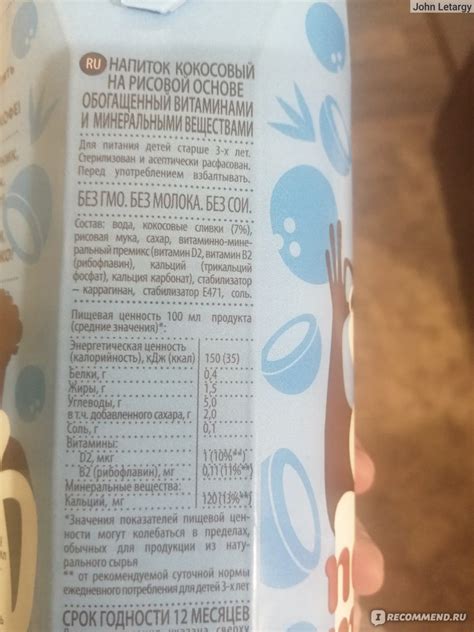 John Letargy
RU НАПИТОК КОКОСОВЫЙ
НА РИСОВОЙ ОСНОВЕ
ОБОГАЩЕННЫЙ ВИТАМИНАМИ
И МИНЕРАЛЬНЫМИ ВЕЩЕСТВАМИ
Для питания детей старше 3-х лет.
Стерилизован и асептически расфасован.
Перед употреблением взбалтывать.
БЕЗ ГМО. БЕЗ МОЛОКА. БЕЗ СОИ.
Состав: вода, кокосовые сливки (7%),
рисовая мука, сахар, витаминно-мине-
ральный премикс (витамин D2, витамин B2
(рибофлавин), кальций (трикальций
фосфат), кальция карбонат), стабилизатор
– каррагинан, стабилизатор E471, соль.
Пищевая ценность 100 мл продукта
(средние значения)*:
Энергетическая ценность
(калорийность), кДж (ккал) 150 (35)
Белки, г 0,4
Жиры, г 1,5
Углеводы, г 5,0
в т.ч. добавленного сахара, г 2,0
Соль, г 0,1
Витамины:
D2, мкг 1 (10%**)
B2 (рибофлавин), мг 0,11 (11%**)
Минеральные вещества:
Кальций, мг 120 (13%**)
*Значения показателей пищевой цен-
ности могут колебаться в пределах,
обычных для продукции из нату-
рального сырья
** от рекомендуемой суточной нормы
ежедневного потребления для детей 3-х лет
СРОК ГОДНОСТИ 12 МЕСЯЦЕВ
I RECOMMEND.RU